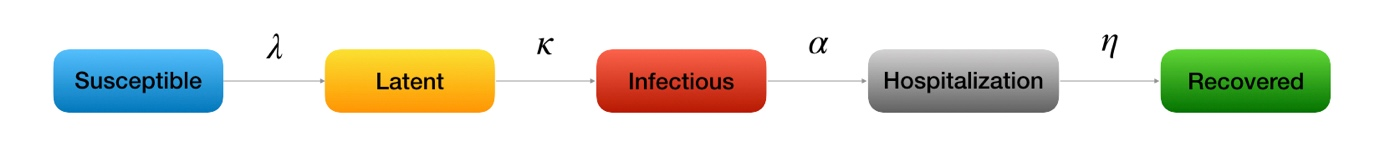 λ κ α η
Susceptible Latent Infectious Hospitalization Recovered